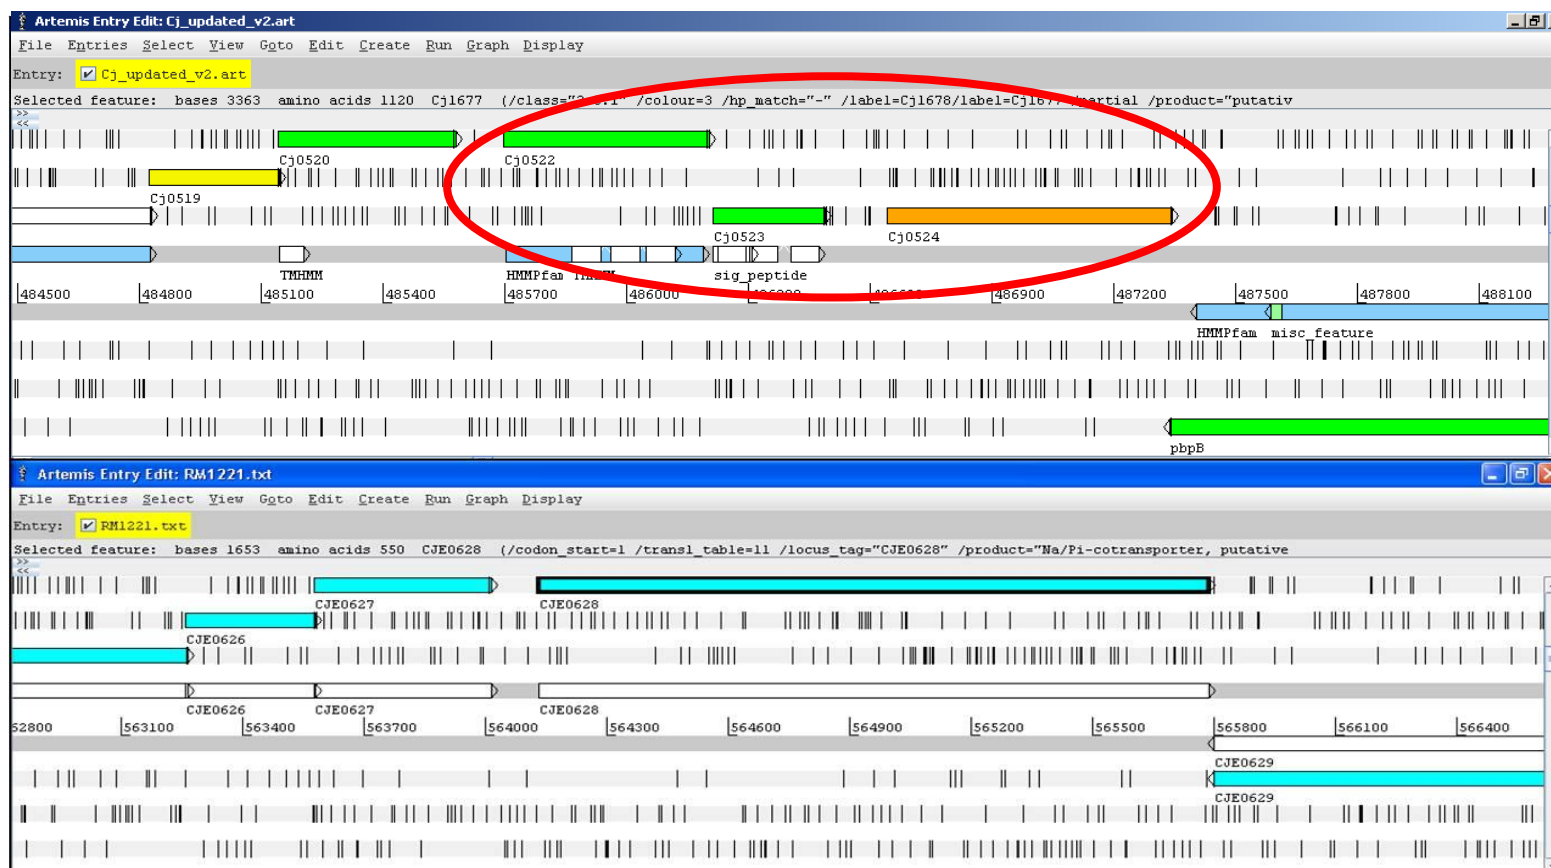 Artemis Entry Edit: Cj_updated_v2.art
File Entries Select View Goto Edit Create Run Graph Display
Entry: Cj_updated_v2.art
Selected feature: bases 3363 amino acids 1120 Cj1677 (/class= /colour=3 /hp_match="-" /label=Cj1678/label=Cj1677 /partial /product="putativ
>>
<<
Cj0520 Cj0522
Cj0519
Cj0523 Cj0524
TMHMM HMMPfam TMHMM sig_peptide
484500 484800 485100 485400 485700 486000 486300 486600 486900 487200 487500 487800 488100
HMMPfam misc_feature
pbpB
Artemis Entry Edit: RM1221.txt
File Entries Select View Goto Edit Create Run Graph Display
Entry: RM1221.txt
Selected feature: bases 1653 amino acids 550 CJE0628 (/codon_start=1 /transl_table=11 /locus_tag="CJE0628" /product="Na/Pi-cotransporter, putative
>>
<<
CJE0627 CJE0628
CJE0626
CJE0626 CJE0627 CJE0628
52800 563100 563400 563700 564000 564300 564600 564900 565200 565500 565800 566100 566400
CJE0629
CJE0629